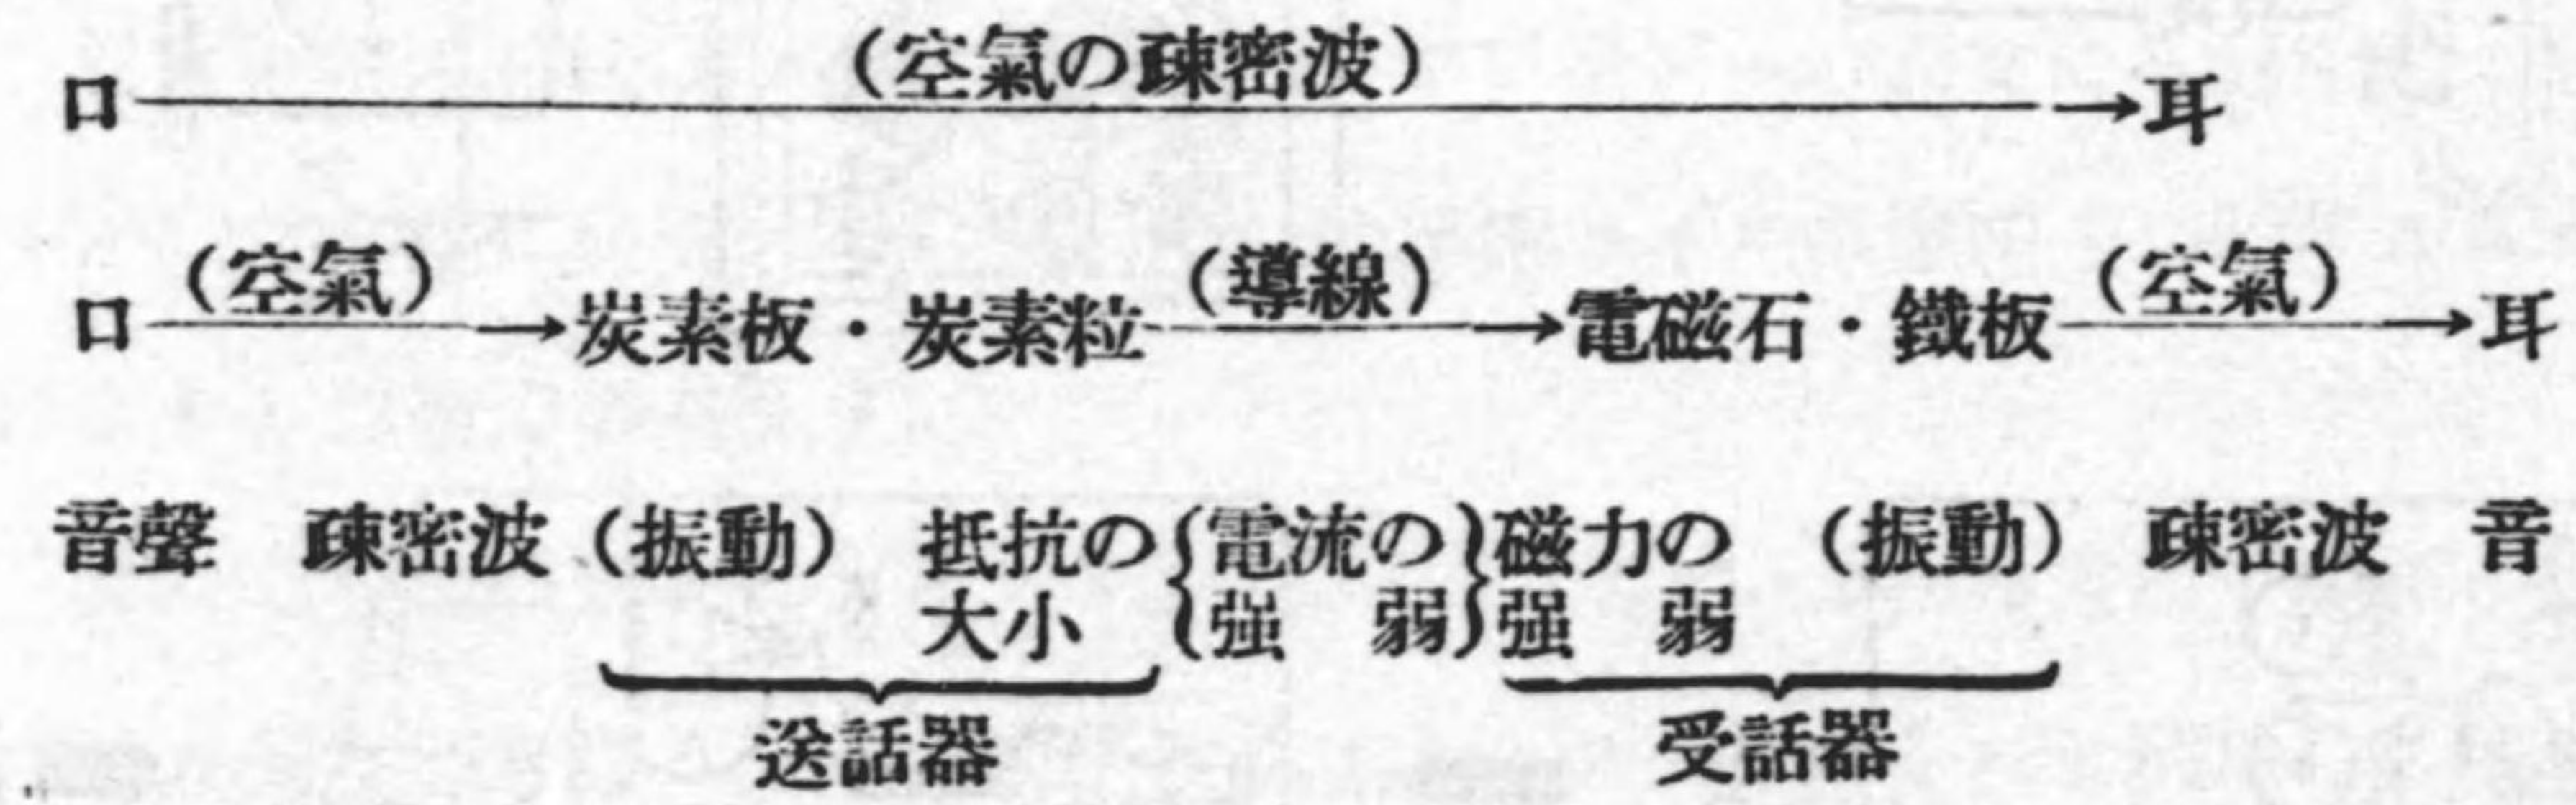 (空氣の疎密波)
口→耳
(空氣) (導線) (空氣)
口→炭素板・炭素粒→電磁石・鐵板→耳
音聲 疎密波 (振動) 抵抗の{電流の}磁力の (振動) 疎密波 音
大小 强 弱 强 弱
送話器 受話器